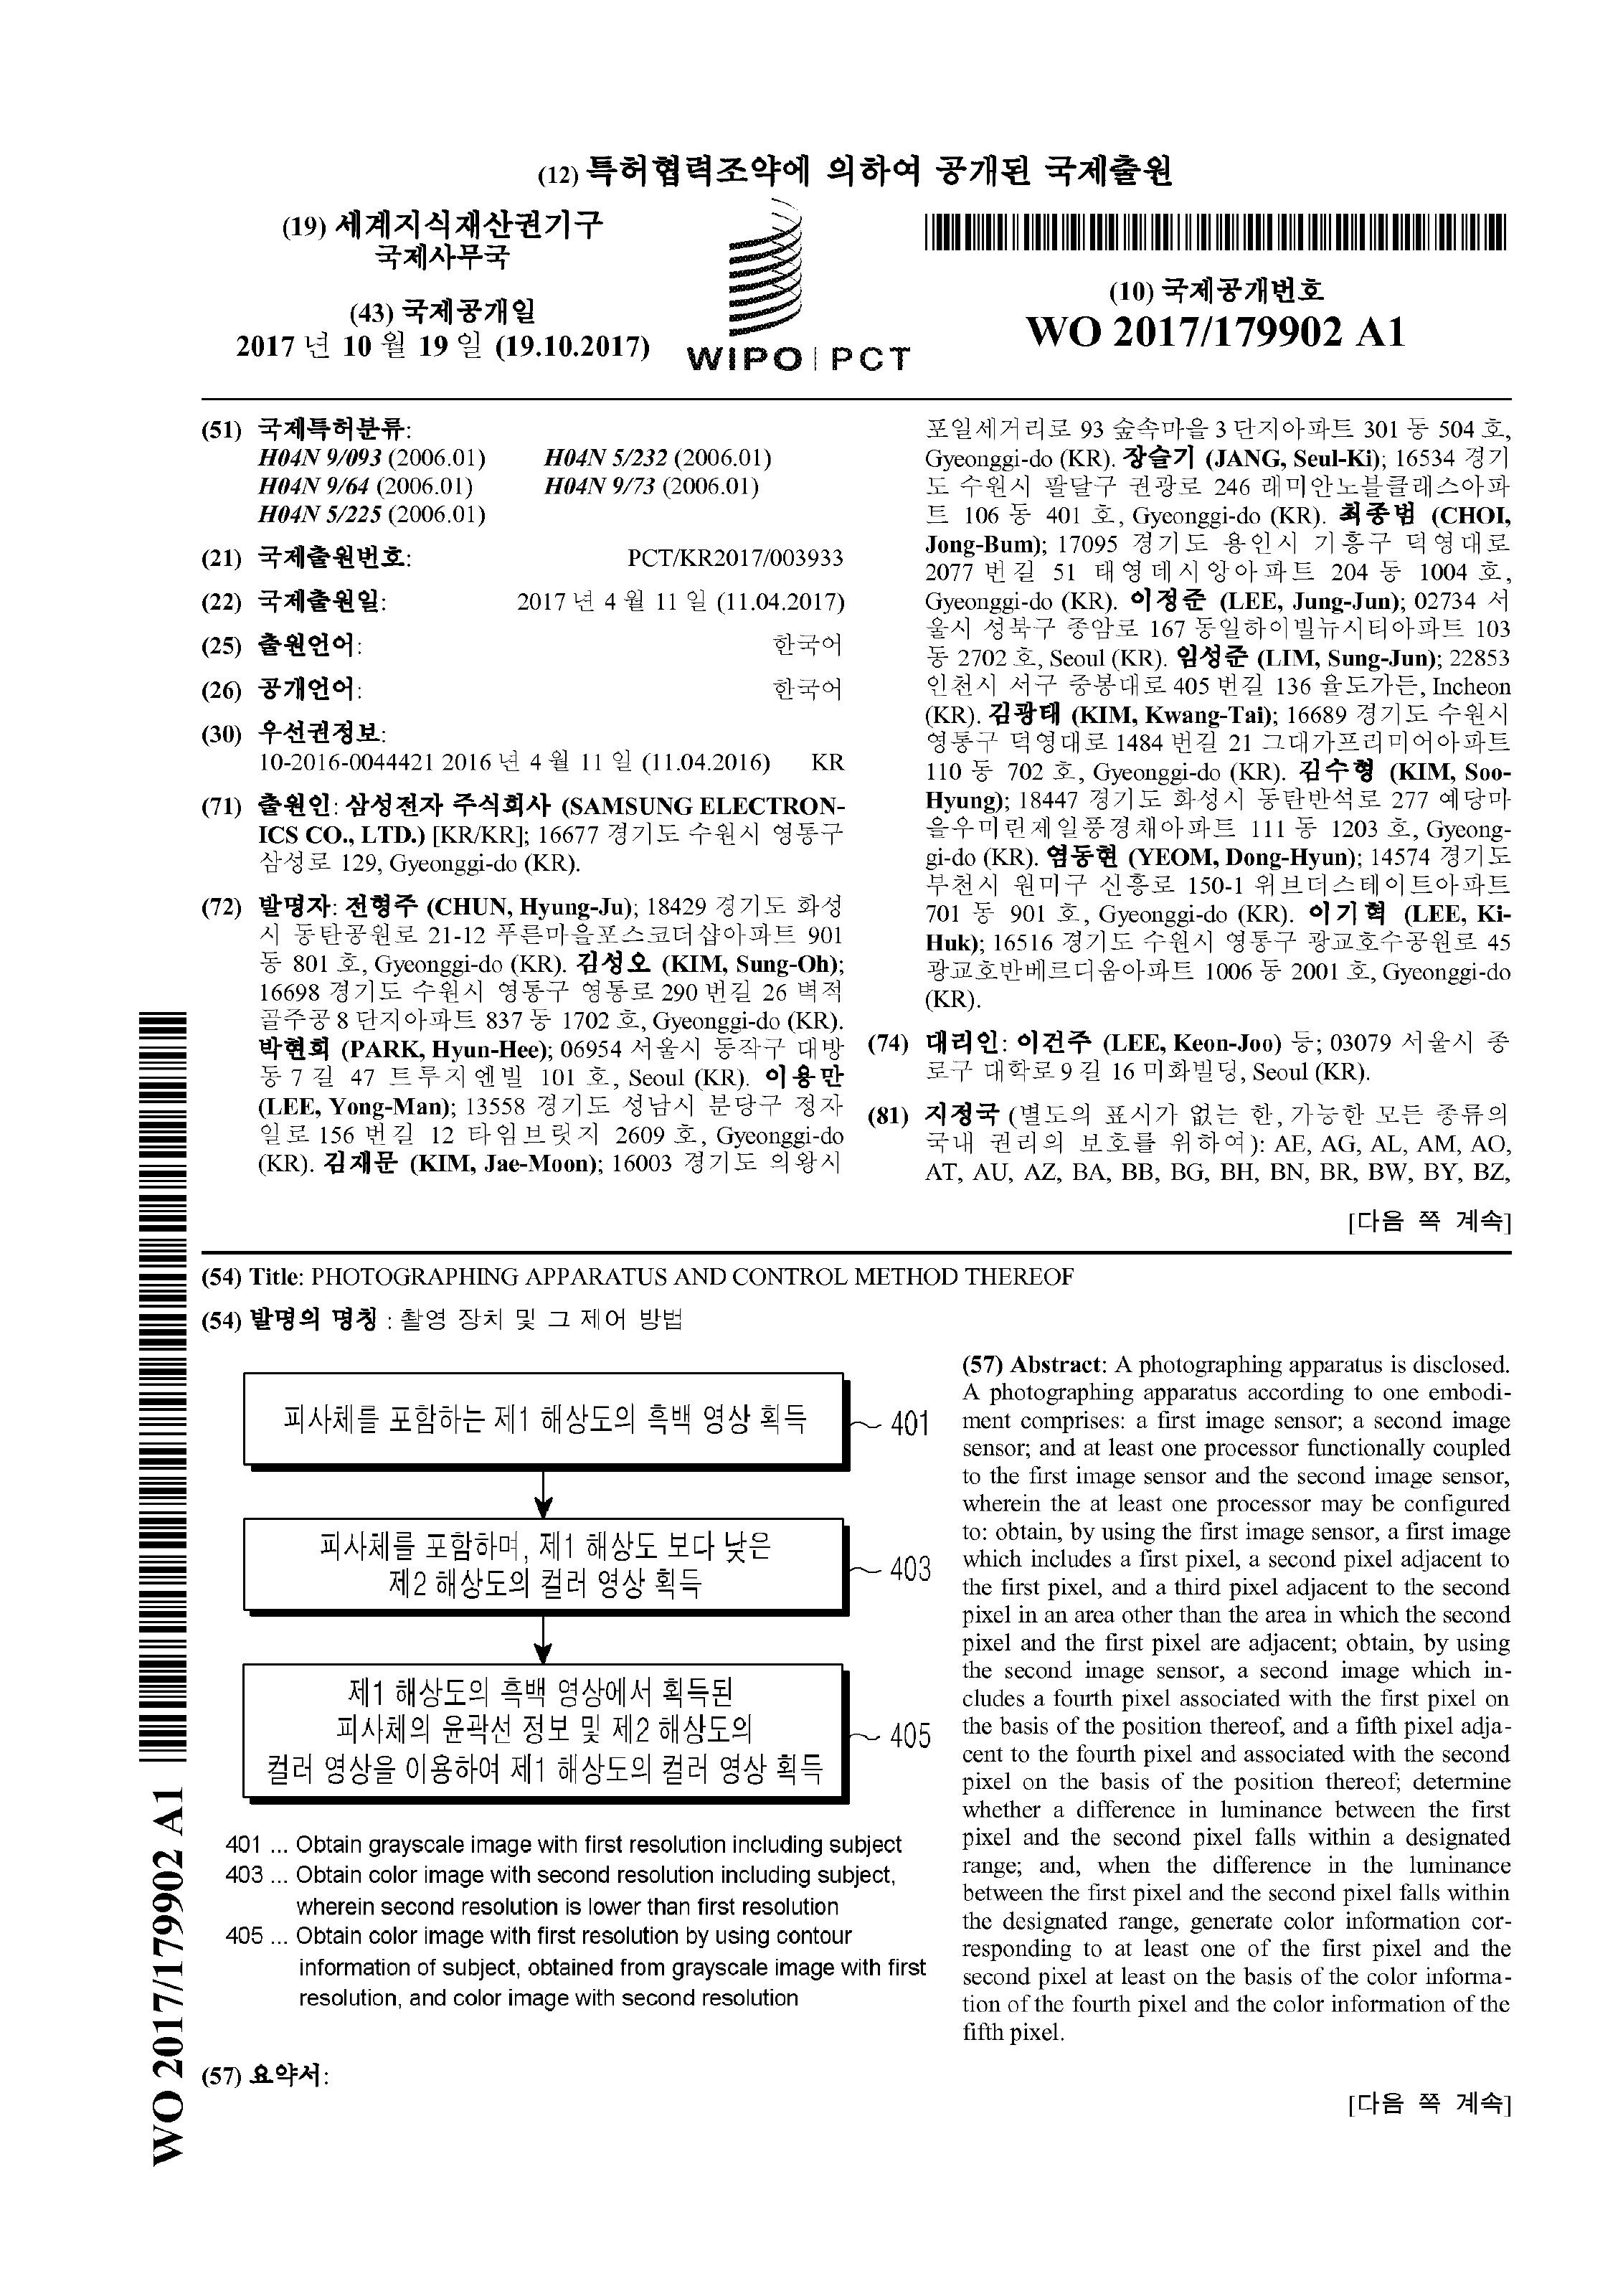 (12) 특허협력조약에 의하여 공개된 국제출원
(19) 세계지식재산권기구
국제사무국
(43) 국제공개일
2017 년 10 월 19 일 (19.10.2017)
WIPO | PCT
(10) 국제공개번호
WO 2017/179902 A1
(51) 국제특허분류:
H04N 9/093 (2006.01) H04N 5/232 (2006.01)
H04N 9/64 (2006.01) H04N 9/73 (2006.01)
H04N 5/225 (2006.01)
(21) 국제출원번호: PCT/KR2017/003933
(22) 국제출원일: 2017 년 4 월 11 일 (11.04.2017)
(25) 출원언어: 한국어
(26) 공개언어: 한국어
(30) 우선권정보:
10-2016-0044421 2016 년 4 월 11 일 (11.04.2016) KR
(71) 출원인: 삼성전자 주식회사 (SAMSUNG ELECTRON-
ICS CO., LTD.) [KR/KR]; 16677 경기도 수원시 영통구
삼성로 129, Gyeonggi-do (KR).
(72) 발명자: 전형주 (CHUN, Hyung-Ju); 18429 경기도 화성
시 동탄공원로 21-12 푸른마을포스코더샵아파트 901
동 801 호, Gyeonggi-do (KR). 김성오 (KIM, Sung-Oh);
16698 경기도 수원시 영통구 영통로 290 번길 26 벽적
골주공 8 단지아파트 837 동 1702 호, Gyeonggi-do (KR).
박현희 (PARK, Hyun-Hee); 06954 서울시 동작구 대방
동 7 길 47 트루지엔빌 101 호, Seoul (KR). 이용만
(LEE, Yong-Man); 13558 경기도 성남시 분당구 정자
일로 156 번길 12 타임브릿지 2609 호, Gyeonggi-do
(KR). 김재문 (KIM, Jae-Moon); 16003 경기도 의왕시
포일세거리로 93 숲속마을 3 단지아파트 301 동 504 호,
Gyeonggi-do (KR). 장슬기 (JANG, Seul-Ki); 16534 경기
도 수원시 팔달구 권광로 246 래미안노블클래스아파
트 106 동 401 호, Gyeonggi-do (KR). 최종범 (CHOI,
Jong-Bum); 17095 경기도 용인시 기흥구 덕영대로
2077 번길 51 태영데시앙아파트 204 동 1004 호,
Gyeonggi-do (KR). 이정준 (LEE, Jung-Jun); 02734 서
울시 성북구 종암로 167 동일하이빌뉴시티아파트 103
동 2702 호, Seoul (KR). 임성준 (LIM, Sung-Jun); 22853
인천시 서구 중봉대로 405 번길 136 율도가든, Incheon
(KR). 김광태 (KIM, Kwang-Tai); 16689 경기도 수원시
영통구 덕영대로 1484 번길 21 그대가프리미어아파트
110 동 702 호, Gyeonggi-do (KR). 김수형 (KIM, Soo-
Hyung); 18447 경기도 화성시 동탄반석로 277 예당마
을우미린제일풍경채아파트 111 동 1203 호, Gyeong-
gi-do (KR). 염동현 (YEOM, Dong-Hyun); 14574 경기도
부천시 원미구 신흥로 150-1 위브더스테이트아파트
701 동 901 호, Gyeonggi-do (KR). 이기혁 (LEE, Ki-
Huk); 16516 경기도 수원시 영통구 광교호수공원로 45
광교호반베르디움아파트 1006 동 2001 호, Gyeonggi-do
(KR).
(74) 대리인: 이건주 (LEE, Keon-Joo) 등; 03079 서울시 종
로구 대학로 9 길 16 미화빌딩, Seoul (KR).
(81) 지정국 (별도의 표시가 없는 한, 가능한 모든 종류의
국내 권리의 보호를 위하여): AE, AG, AL, AM, AO,
AT, AU, AZ, BA, BB, BG, BH, BN, BR, BW, BY, BZ,
[다음 쪽 계속]
(54) Title: PHOTOGRAPHING APPARATUS AND CONTROL METHOD THEREOF
(54) 발명의 명칭 : 촬영 장치 및 그 제어 방법
피사체를 포함하는 제1 해상도의 흑백 영상 획득
401
피사체를 포함하며, 제1 해상도 보다 낮은
제2 해상도의 컬러 영상 획득
403
제1 해상도의 흑백 영상에서 획득된
피사체의 윤곽선 정보 및 제2 해상도의
컬러 영상을 이용하여 제1 해상도의 컬러 영상 획득
405
401 ... Obtain grayscale image with first resolution including subject
403 ... Obtain color image with second resolution including subject,
wherein second resolution is lower than first resolution
405 ... Obtain color image with first resolution by using contour
information of subject, obtained from grayscale image with first
resolution, and color image with second resolution
(57) Abstract: A photographing apparatus is disclosed.
A photographing apparatus according to one embodi-
ment comprises: a first image sensor; a second image
sensor; and at least one processor functionally coupled
to the first image sensor and the second image sensor,
wherein the at least one processor may be configured
to: obtain, by using the first image sensor, a first image
which includes a first pixel, a second pixel adjacent to
the first pixel, and a third pixel adjacent to the second
pixel in an area other than the area in which the second
pixel and the first pixel are adjacent; obtain, by using
the second image sensor, a second image which in-
cludes a fourth pixel associated with the first pixel on
the basis of the position thereof, and a fifth pixel adja-
cent to the fourth pixel and associated with the second
pixel on the basis of the position thereof; determine
whether a difference in luminance between the first
pixel and the second pixel falls within a designated
range; and, when the difference in the luminance
between the first pixel and the second pixel falls within
the designated range, generate color information cor-
responding to at least one of the first pixel and the
second pixel at least on the basis of the color informa-
tion of the fourth pixel and the color information of the
fifth pixel.
(57) 요약서:
[다음 쪽 계속]
WO 2017/179902 A1